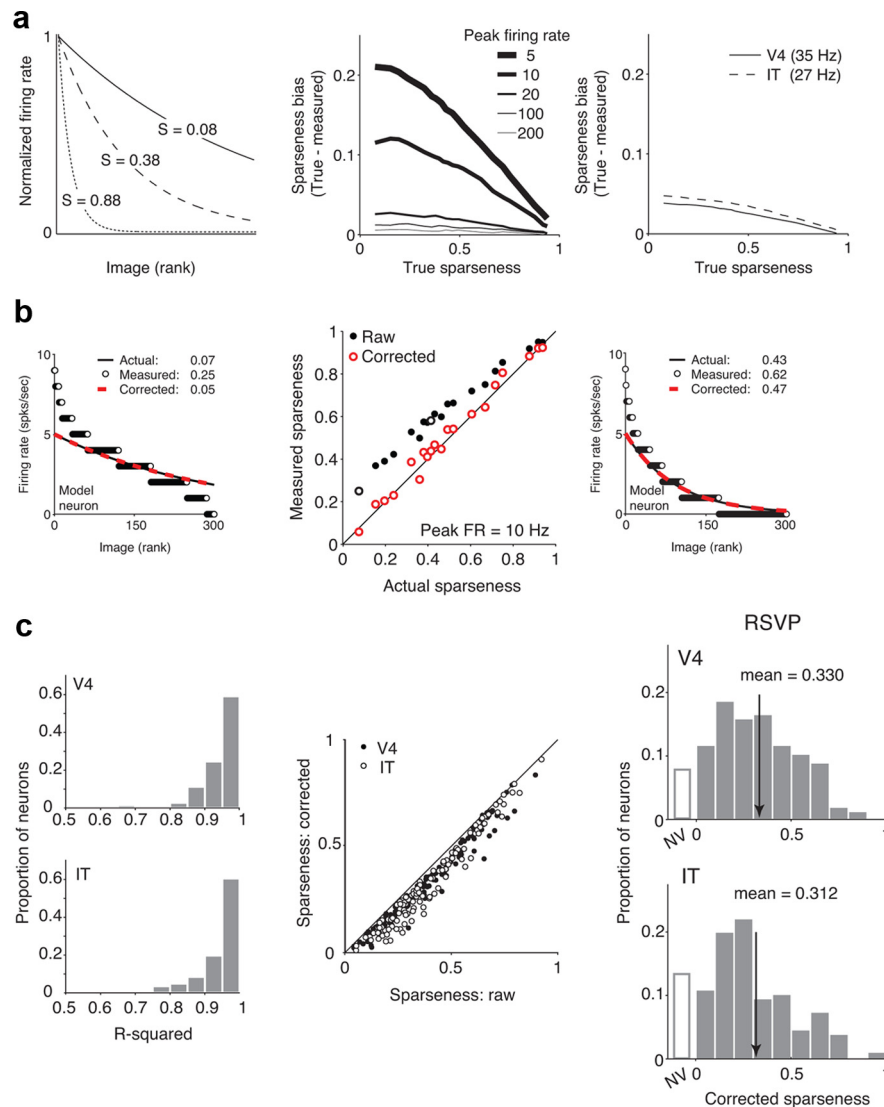 a
1
Normalized firing rate
0
S = 0.08
S = 0.38
S = 0.88
Image (rank)
Sparseness bias
(True - measured)
0.2
0.1
0
0.5
1
True sparseness
Peak firing rate
5
10
20
100
200
Sparseness bias
(True - measured)
0.2
0.1
0
0.5
1
True sparseness
V4 (35 Hz)
IT (27 Hz)
b
Firing rate (spks/sec)
10
5
0
Actual: 0.07
Measured: 0.25
Corrected: 0.05
Model
neuron
0
150
300
Image (rank)
Measured sparseness
1
0.8
0.6
0.4
0.2
0
Raw
Corrected
Peak FR = 10 Hz
0 0.2 0.4 0.6 0.8 1
Actual sparseness
Firing rate (spks/sec)
10
5
0
Actual: 0.43
Measured: 0.62
Corrected: 0.47
Model
neuron
0
150
300
Image (rank)
c
Proportion of neurons
V4
0.6
0.4
0.2
0
0.5 0.6 0.7 0.8 0.9 1
IT
0.6
0.4
0.2
0
0.5 0.6 0.7 0.8 0.9 1
R-squared
Sparseness: corrected
1
0.5
0
V4
IT
0
0.5
1
Sparseness: raw
RSVP
V4
mean = 0.330
Proportion of neurons
0.2
0.1
0
NV
0
0.5
1
IT
mean = 0.312
0.2
0.1
0
NV
0
0.5
1
Corrected sparseness